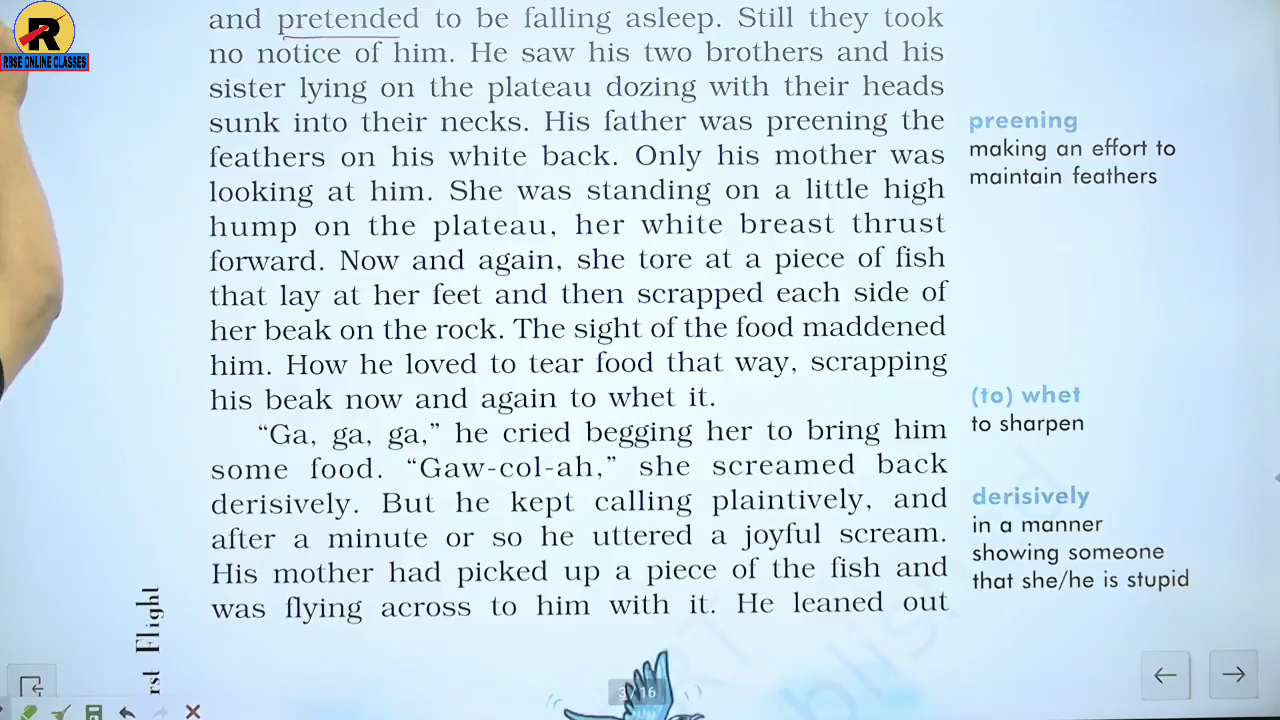 R
RBSE ONLINE CLASSES
and pretended to be falling asleep. Still they took
no notice of him. He saw his two brothers and his
sister lying on the plateau dozing with their heads
sunk into their necks. His father was preening the
feathers on his white back. Only his mother was
looking at him. She was standing on a little high
hump on the plateau, her white breast thrust
forward. Now and again, she tore at a piece of fish
that lay at her feet and then scrapped each side of
her beak on the rock. The sight of the food maddened
him. How he loved to tear food that way, scrapping
his beak now and again to whet it.
“Ga, ga, ga,” he cried begging her to bring him
some food. “Gaw-col-ah,” she screamed back
derisively. But he kept calling plaintively, and
after a minute or so he uttered a joyful scream.
His mother had picked up a piece of the fish and
was flying across to him with it. He leaned out
preening
making an effort to
maintain feathers
(to) whet
to sharpen
derisively
in a manner
showing someone
that she/he is stupid
rst Flight
3/16